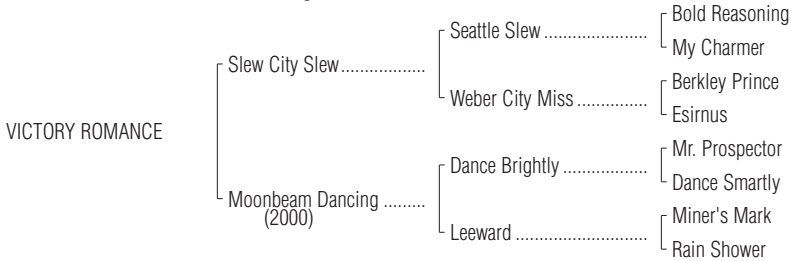 Bold Reasoning
Seattle Slew ......................
My Charmer
Slew City Slew..................
Berkley Prince
Weber City Miss ...............
Esirnus
VICTORY ROMANCE
Mr. Prospector
Dance Brightly ..................
Dance Smartly
Moonbeam Dancing .........
(2000)
Miner's Mark
Leeward ............................
Rain Shower